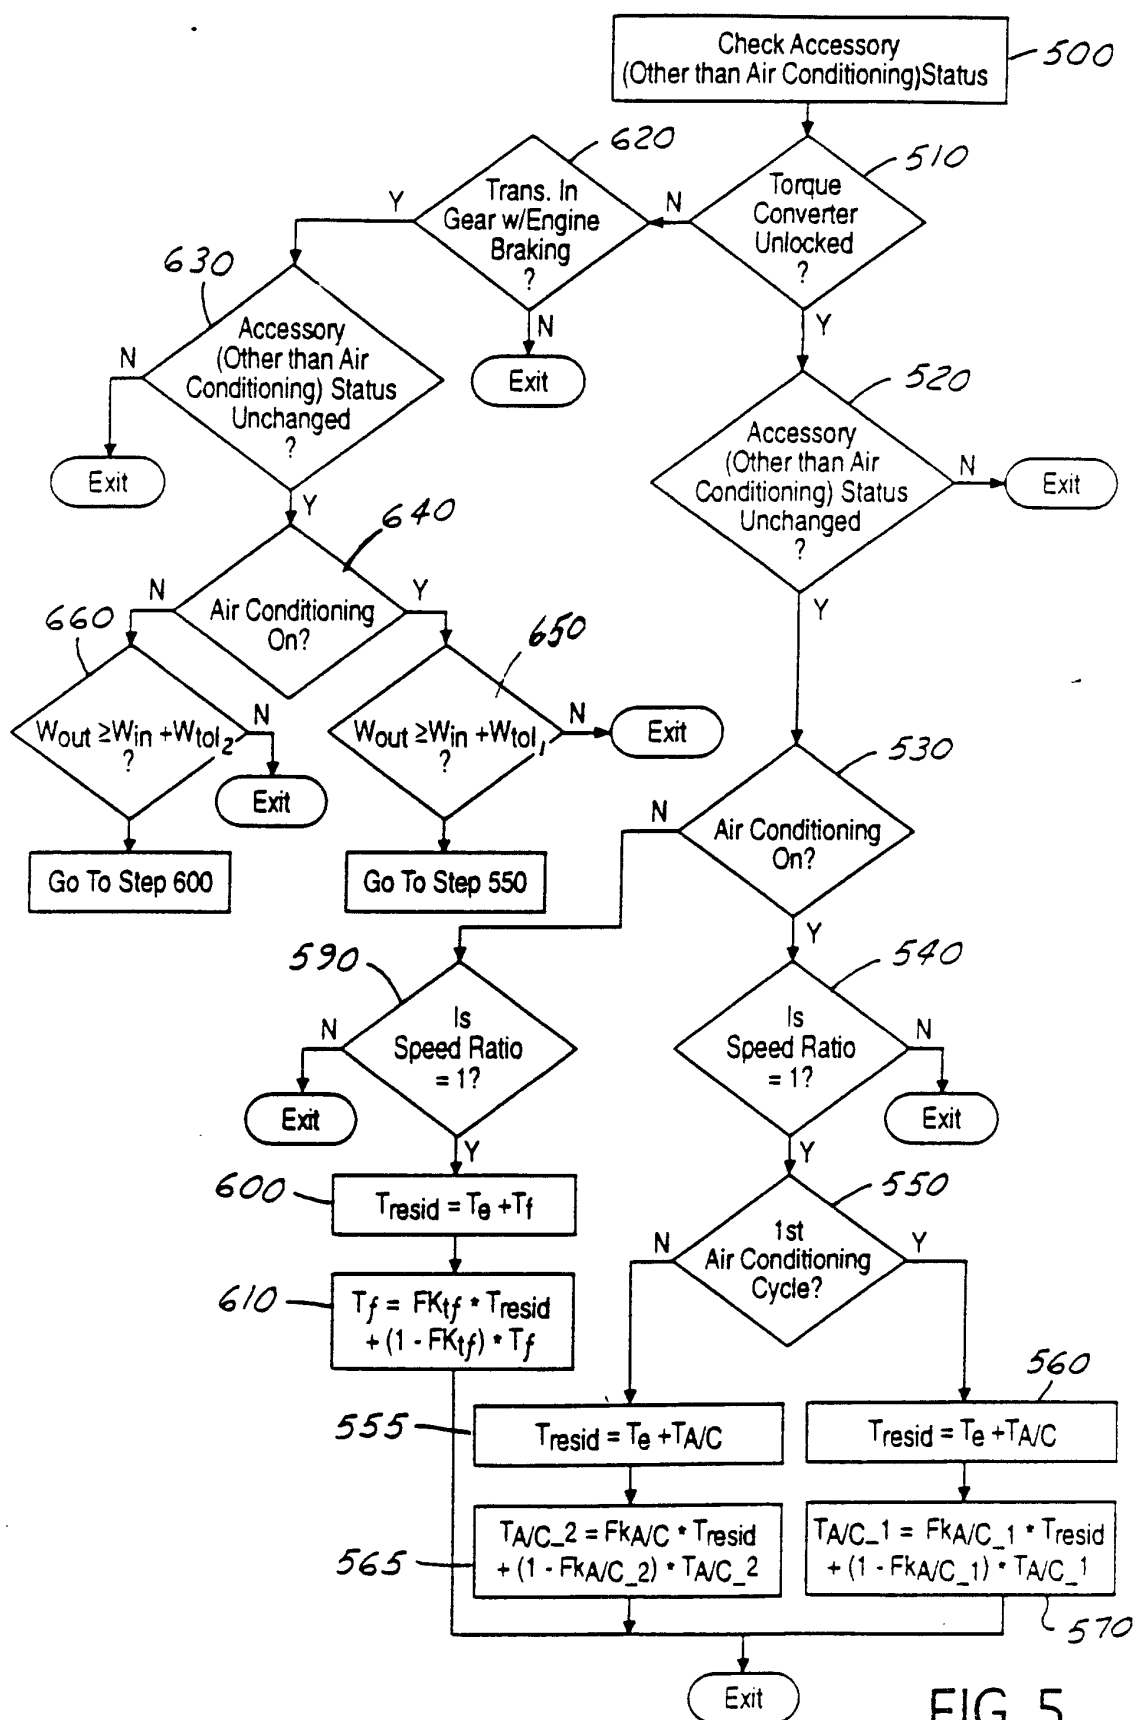 Check Accessory
(Other than Air Conditioning)Status
500
620
510
Trans. In
Gear w/Engine
Braking
?
Y
N
N
Torque
Converter
Unlocked
?
Y
Exit
630
Accessory
(Other than Air
Conditioning) Status
Unchanged
?
N
Exit
Y
520
Accessory
(Other than Air
Conditioning) Status
Unchanged
?
N
Exit
Y
640
Air Conditioning
On?
N
Y
660
Wout ≥Win +Wtol2
?
N
Exit
Go To Step 600
650
Wout ≥Win +Wtol1
?
N
Exit
Go To Step 550
530
Air Conditioning
On?
N
Y
590
Is
Speed Ratio
= 1?
N
Exit
Y
540
Is
Speed Ratio
= 1?
N
Exit
Y
600
Tresid = Te +Tf
610
Tf = FKtf * Tresid
+ (1 - FKtf) * Tf
550
1st
Air Conditioning
Cycle?
N
Y
555
Tresid = Te +TA/C
560
Tresid = Te +TA/C
565
TA/C_2 = FkA/C * Tresid
+ (1 - FkA/C_2) * TA/C_2
TA/C_1 = FkA/C_1 * Tresid
+ (1 - FkA/C_1) * TA/C_1
570
Exit
FIG. 5